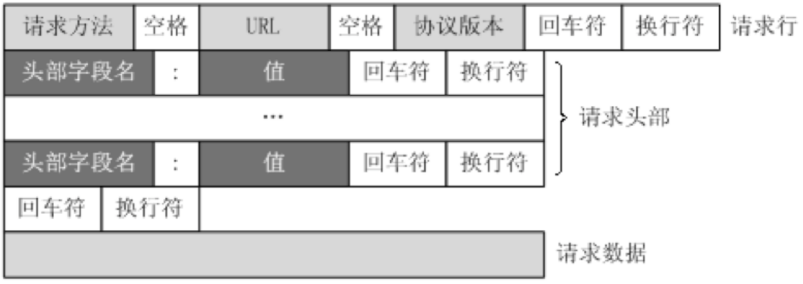 请求方法 空格 URL 空格 协议版本 回车符 换行符 请求行
头部字段名 : 值 回车符 换行符
...
请求头部
头部字段名 : 值 回车符 换行符
回车符 换行符
请求数据